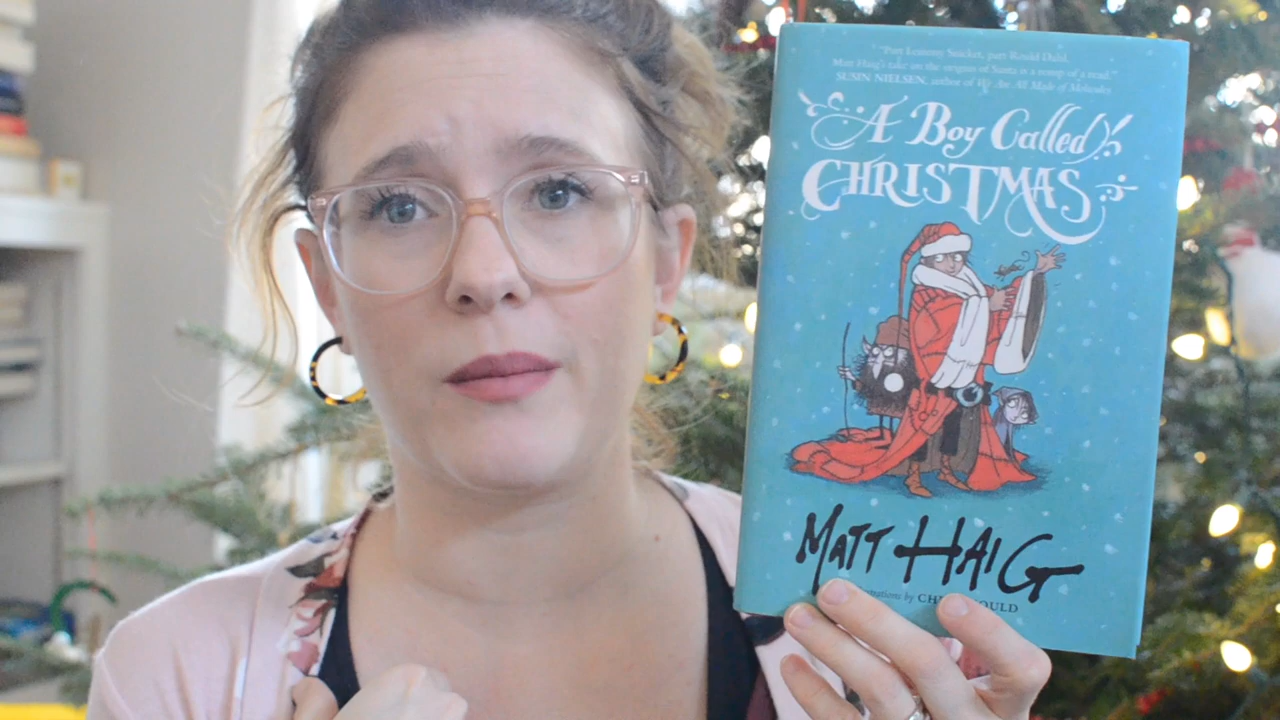 "Part Lemony Snicket, part Roald Dahl.
Matt Haig's take on the origins of Santa is a romp of a read."
SUSIN NIELSEN, author of We Are All Made of Molecules
A Boy Called
CHRISTMAS
MATT HAIG
by